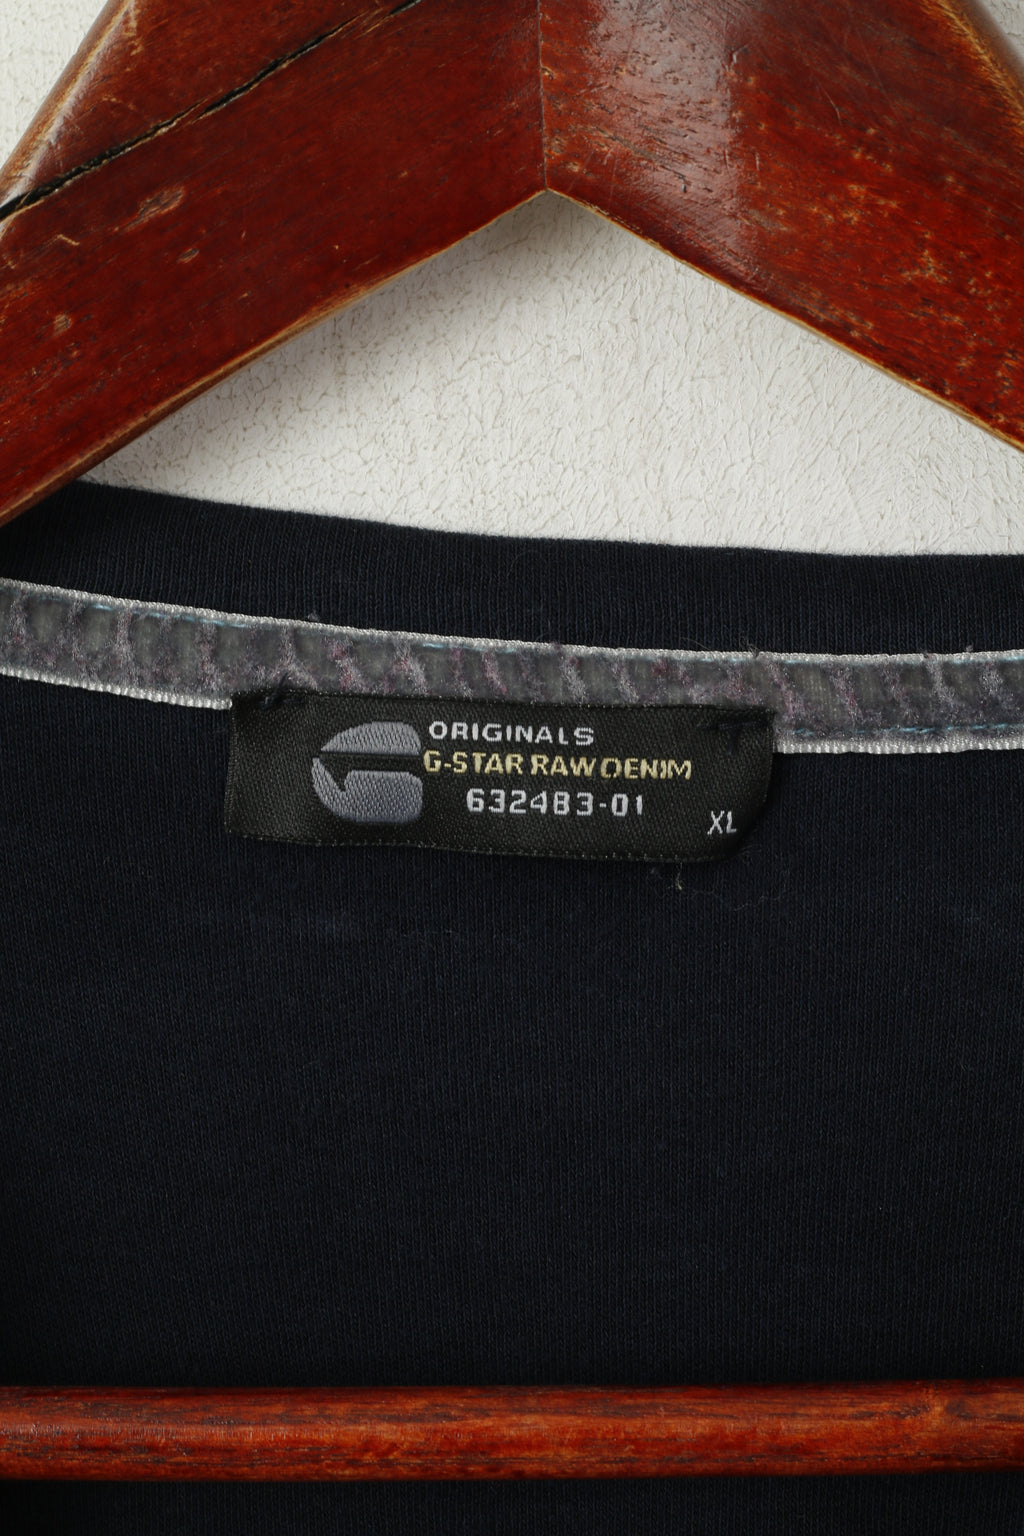 ORIGINALS
G-STAR RAW DENIM
632483-01
XL